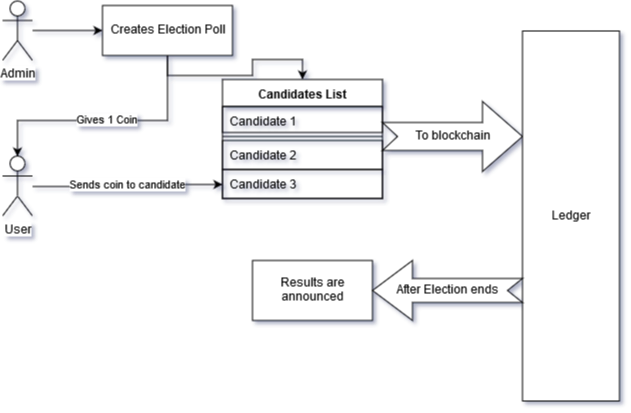 Creates Election Poll
Admin
Candidates List
Gives 1 Coin
Candidate 1
To blockchain
Candidate 2
Sends coin to candidate
Candidate 3
User
Ledger
Results are
announced
After Election ends